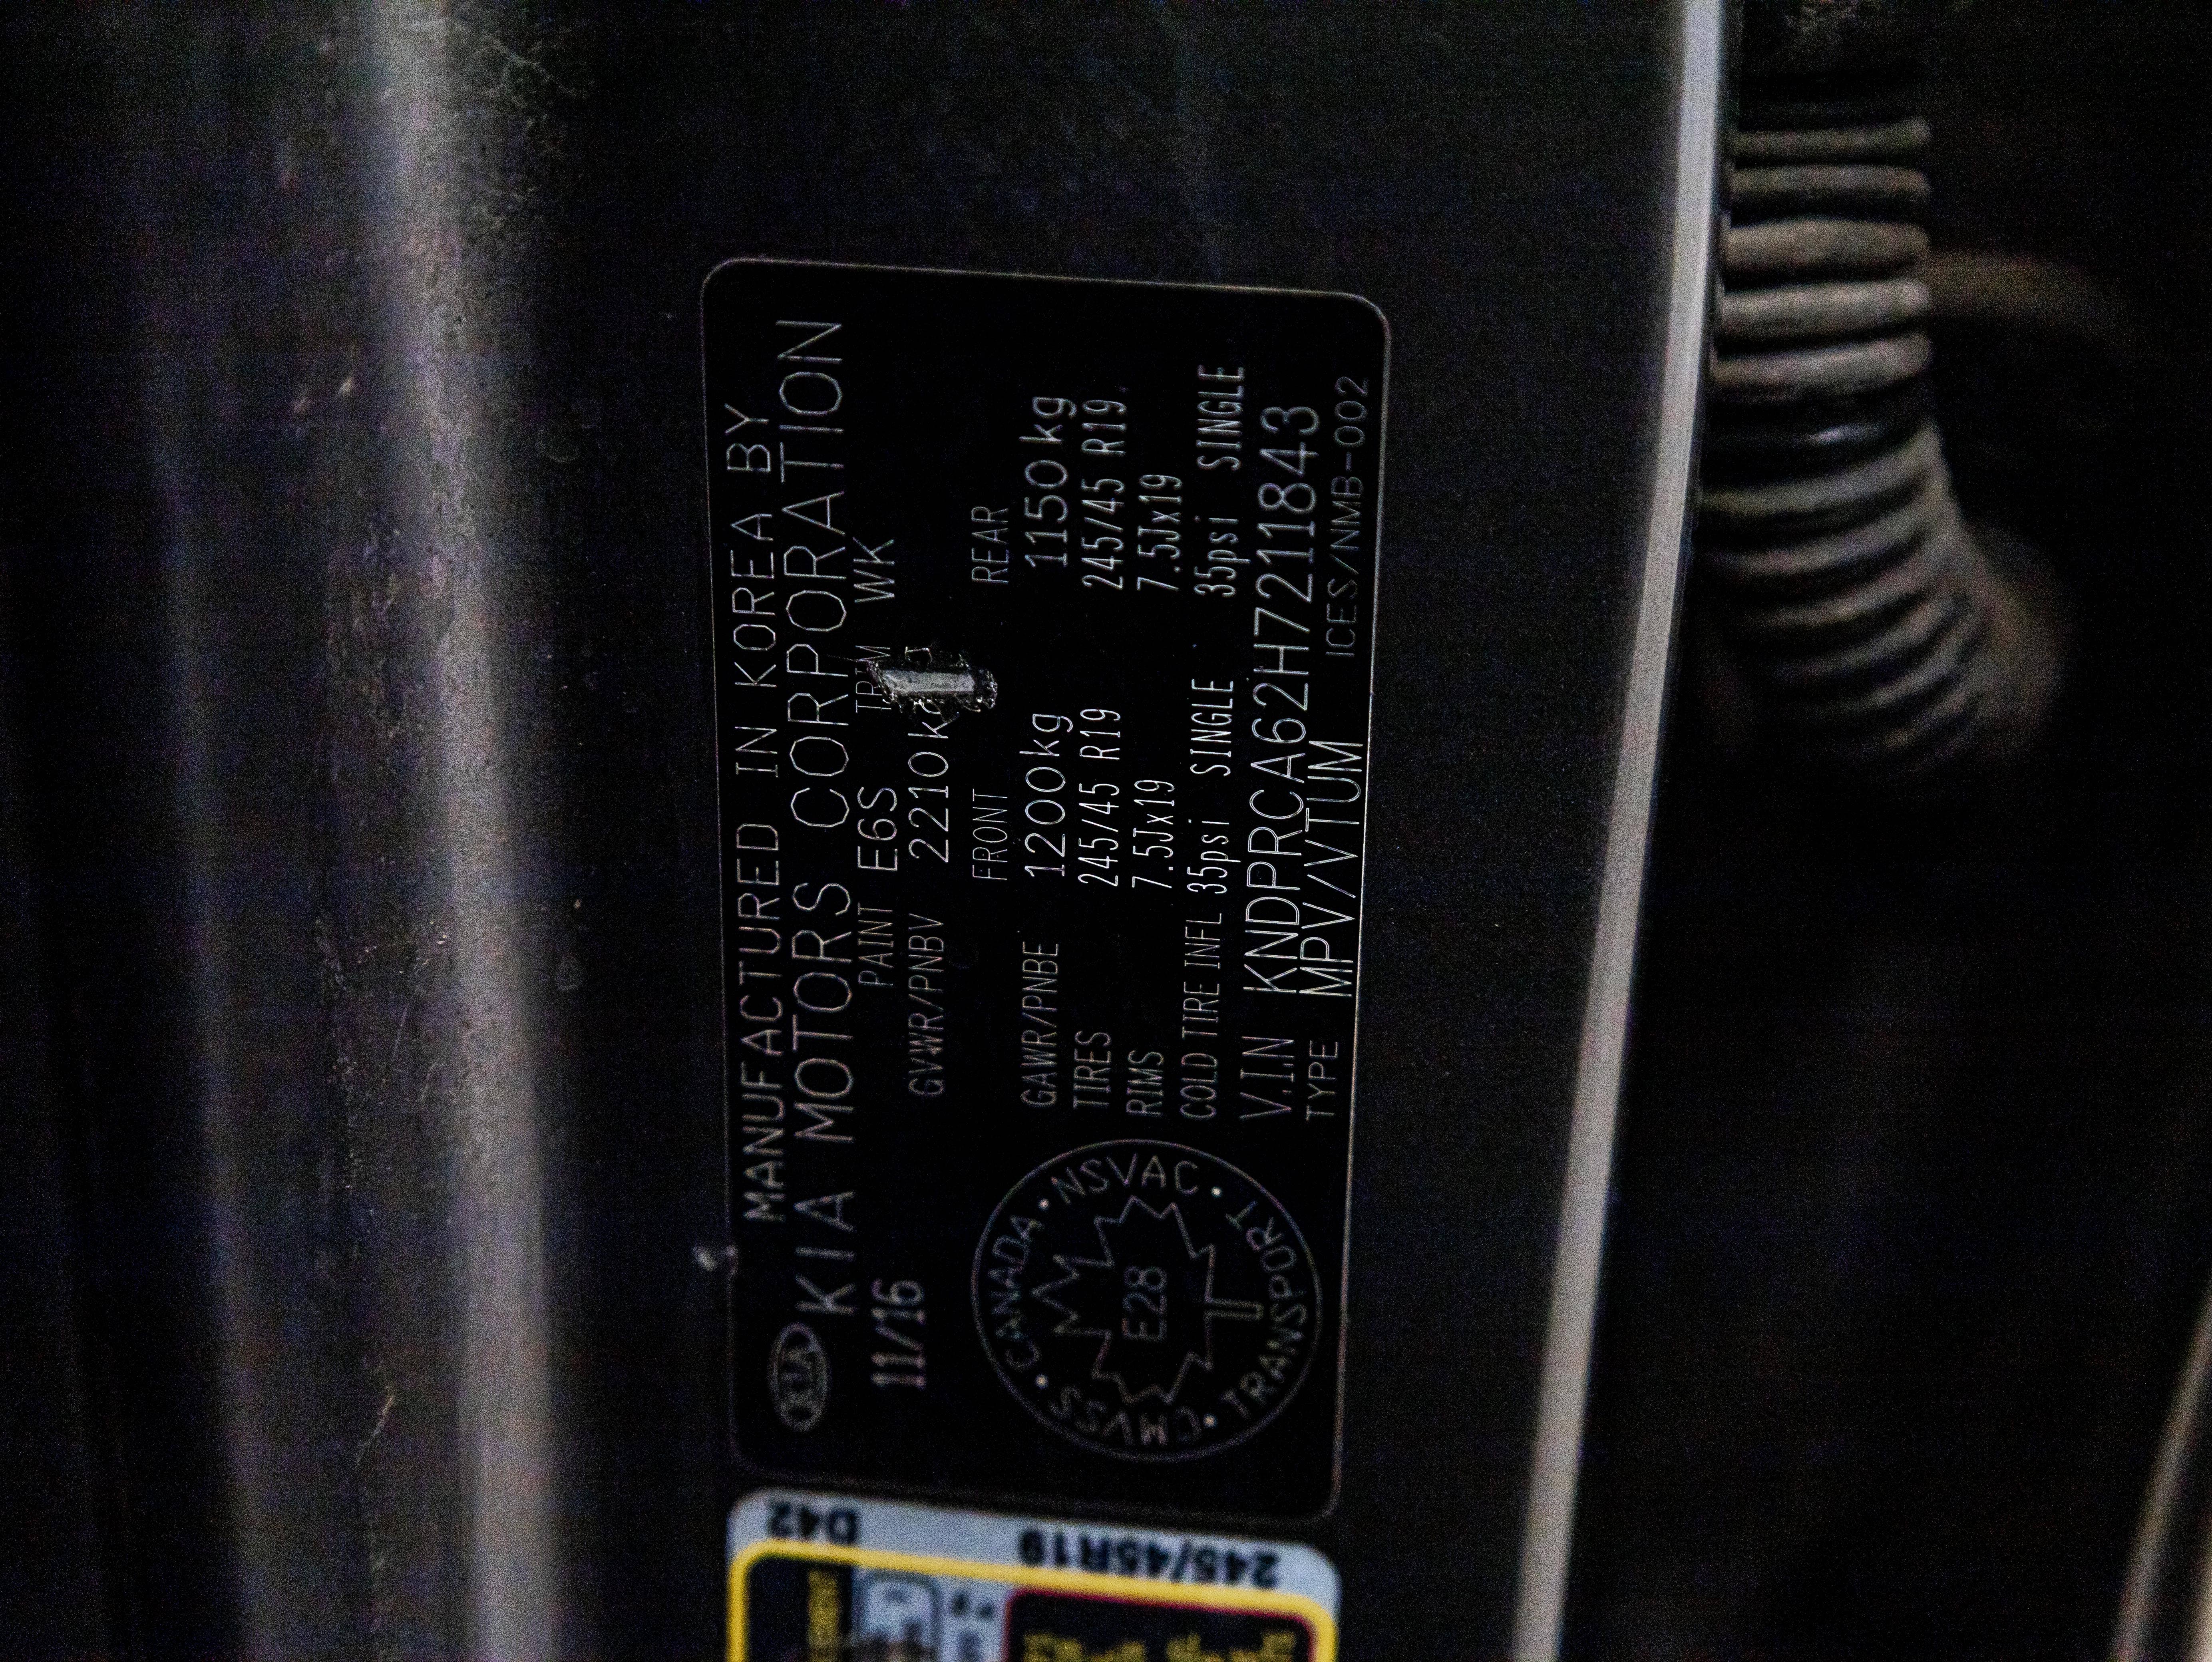 MANUFACTURED IN KOREA BY
KIA
KIA MOTORS CORPORATION
11/16
PAINT E6S WK
GVWR/PNBV 2210
FRONT REAR
GAWR/PNBE 1200kg 1150kg
TIRES 245/45 R19 245/45 R19
RIMS 7.5Jx19 7.5Jx19
COLD TIRE INFL 35psi SINGLE 35psi SINGLE
V.I.N KNDPRCA62H7211843
TYPE MPV/VTUM
ICES/NMB-002
CANADA · NSVAC · TRANSPORT · CMVSS ·
E28
D42
245/45R19